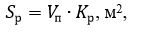 Sр = Vп · Kр, м²,